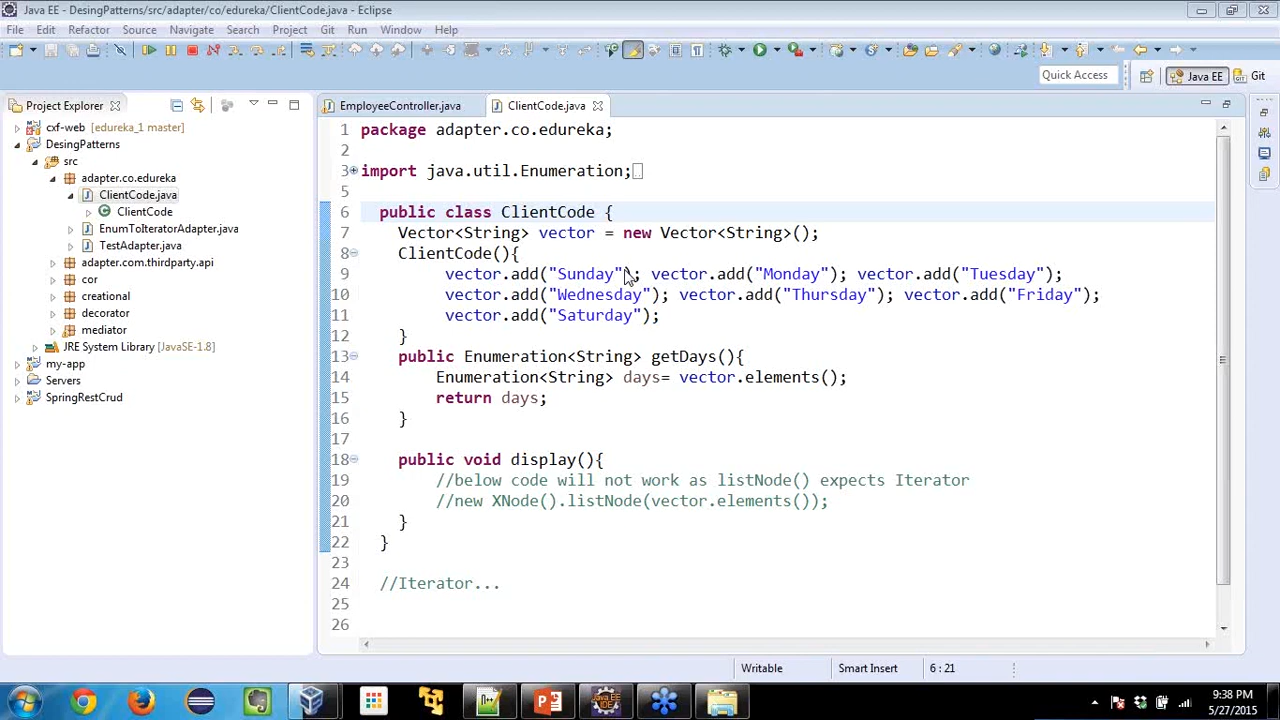 Java EE - DesingPatterns/src/adapter/co/edureka/ClientCode.java - Eclipse
File Edit Refactor Source Navigate Search Project Git Run Window Help
Quick Access
Java EE
Git
Project Explorer
cxf-web [edureka_1 master]
DesingPatterns
src
adapter.co.edureka
ClientCode.java
ClientCode
EnumToIteratorAdapter.java
TestAdapter.java
adapter.com.thirdparty.api
cor
creational
decorator
mediator
JRE System Library [JavaSE-1.8]
my-app
Servers
SpringRestCrud
EmployeeController.java
ClientCode.java
1 package adapter.co.edureka;
2
3 import java.util.Enumeration;
5
6 public class ClientCode {
7 Vector<String> vector = new Vector<String>();
8 ClientCode(){
9 vector.add("Sunday"); vector.add("Monday"); vector.add("Tuesday");
10 vector.add("Wednesday"); vector.add("Thursday"); vector.add("Friday");
11 vector.add("Saturday");
12 }
13 public Enumeration<String> getDays(){
14 Enumeration<String> days= vector.elements();
15 return days;
16 }
17
18 public void display(){
19 //below code will not work as listNode() expects Iterator
20 //new XNode().listNode(vector.elements());
21 }
22 }
23
24 //Iterator...
25
26
Writable Smart Insert 6 : 21
9:38 PM
5/27/2015